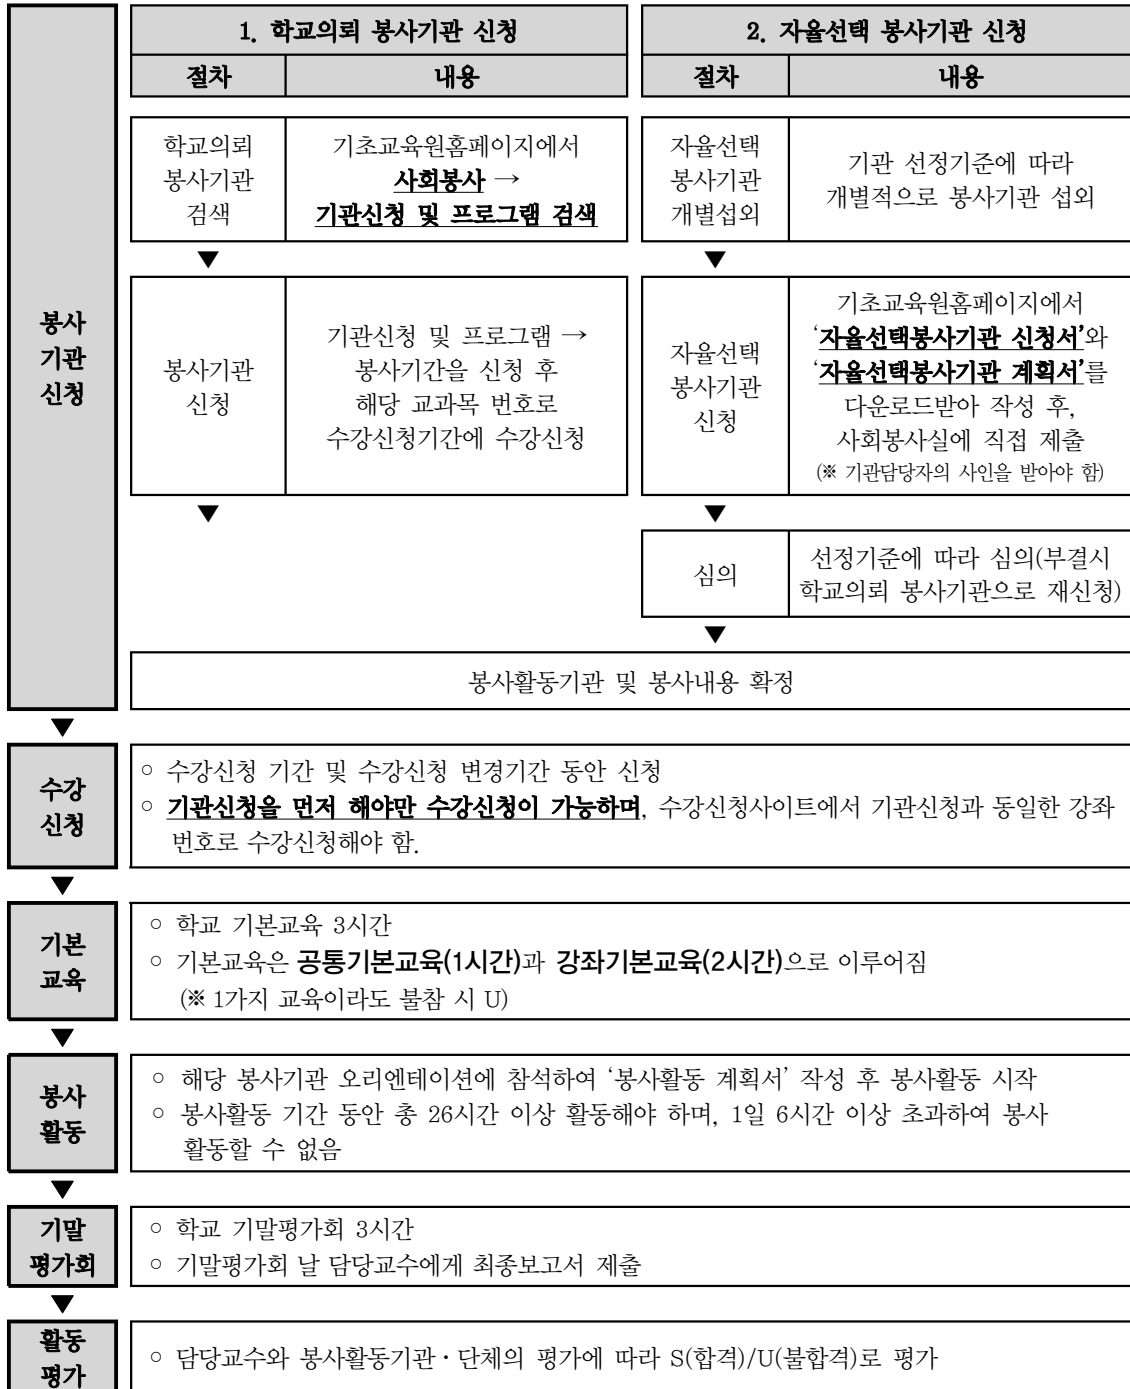 봉사
기관
신청
1. 학교의뢰 봉사기관 신청
절차
내용
학교의뢰
봉사기관
검색
기초교육원홈페이지에서
사회봉사 →
기관신청 및 프로그램 검색
▼
봉사기관
신청
기관신청 및 프로그램 →
봉사기간을 신청 후
해당 교과목 번호로
수강신청기간에 수강신청
▼
2. 자율선택 봉사기관 신청
절차
내용
자율선택
봉사기관
개별섭외
기관 선정기준에 따라
개별적으로 봉사기관 섭외
▼
자율선택
봉사기관
신청
기초교육원홈페이지에서
‘자율선택봉사기관 신청서’와
‘자율선택봉사기관 계획서’를
다운로드받아 작성 후,
사회봉사실에 직접 제출
(※ 기관담당자의 사인을 받아야 함)
▼
심의
선정기준에 따라 심의(부결시
학교의뢰 봉사기관으로 재신청)
▼
봉사활동기관 및 봉사내용 확정
▼
수강
신청
○ 수강신청 기간 및 수강신청 변경기간 동안 신청
○ 기관신청을 먼저 해야만 수강신청이 가능하며, 수강신청사이트에서 기관신청과 동일한 강좌
번호로 수강신청해야 함.
▼
기본
교육
○ 학교 기본교육 3시간
○ 기본교육은 공통기본교육(1시간)과 강좌기본교육(2시간)으로 이루어짐
(※ 1가지 교육이라도 불참 시 U)
▼
봉사
활동
○ 해당 봉사기관 오리엔테이션에 참석하여 ‘봉사활동 계획서’ 작성 후 봉사활동 시작
○ 봉사활동 기간 동안 총 26시간 이상 활동해야 하며, 1일 6시간 이상 초과하여 봉사
활동할 수 없음
▼
기말
평가회
○ 학교 기말평가회 3시간
○ 기말평가회 날 담당교수에게 최종보고서 제출
▼
활동
평가
○ 담당교수와 봉사활동기관·단체의 평가에 따라 S(합격)/U(불합격)로 평가